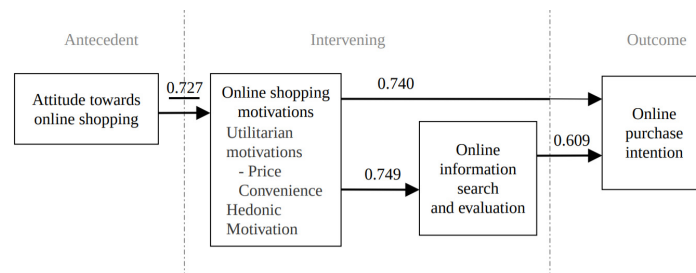 Antecedent
Intervening
Outcome
Attitude towards
online shopping
0.727
Online shopping
motivations
Utilitarian
motivations
- Price
Convenience
Hedonic
Motivation
0.740
0.749
Online
information
search
and evaluation
0.609
Online
purchase
intention